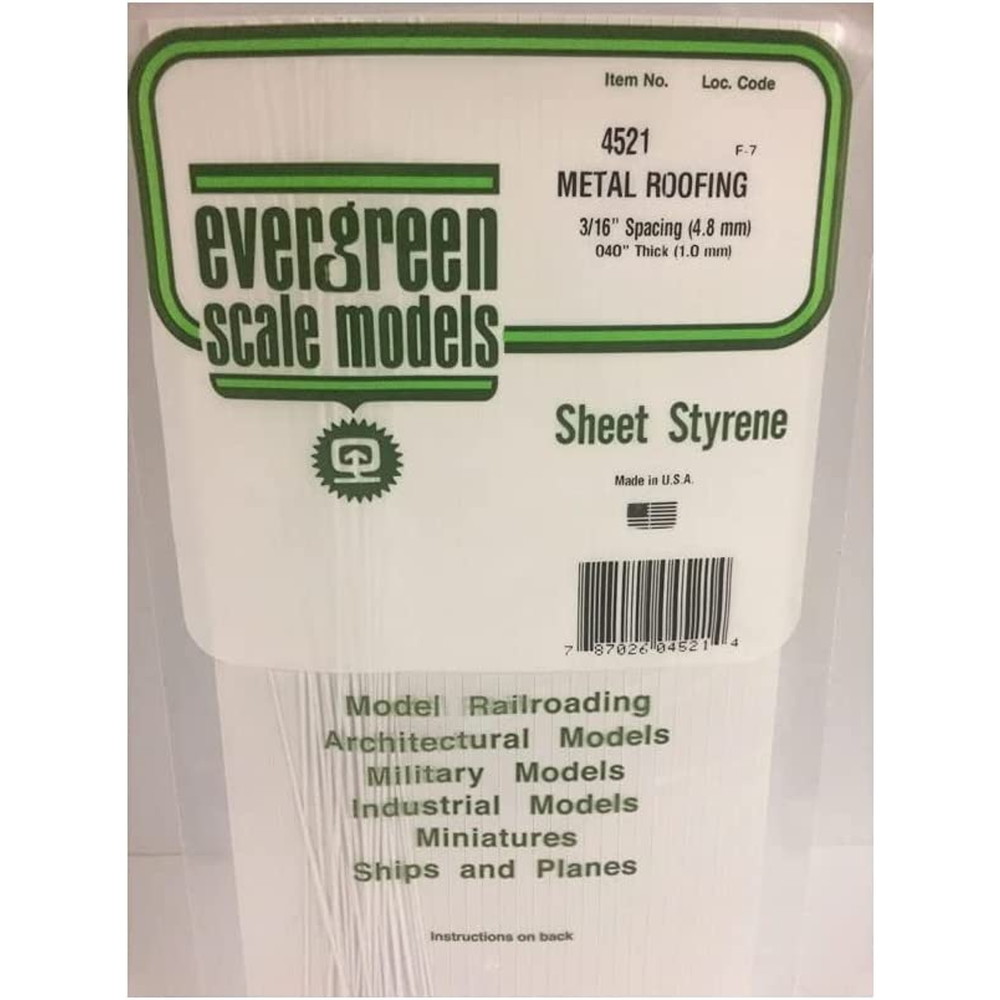 Item No. Loc. Code
4521 F-7
METAL ROOFING
3/16" Spacing (4.8 mm)
040" Thick (1.0 mm)
evergreen
scale models
Sheet Styrene
Made in U.S.A.
7 87026 04521 4
Model Railroading
Architectural Models
Military Models
Industrial Models
Miniatures
Ships and Planes
Instructions on back